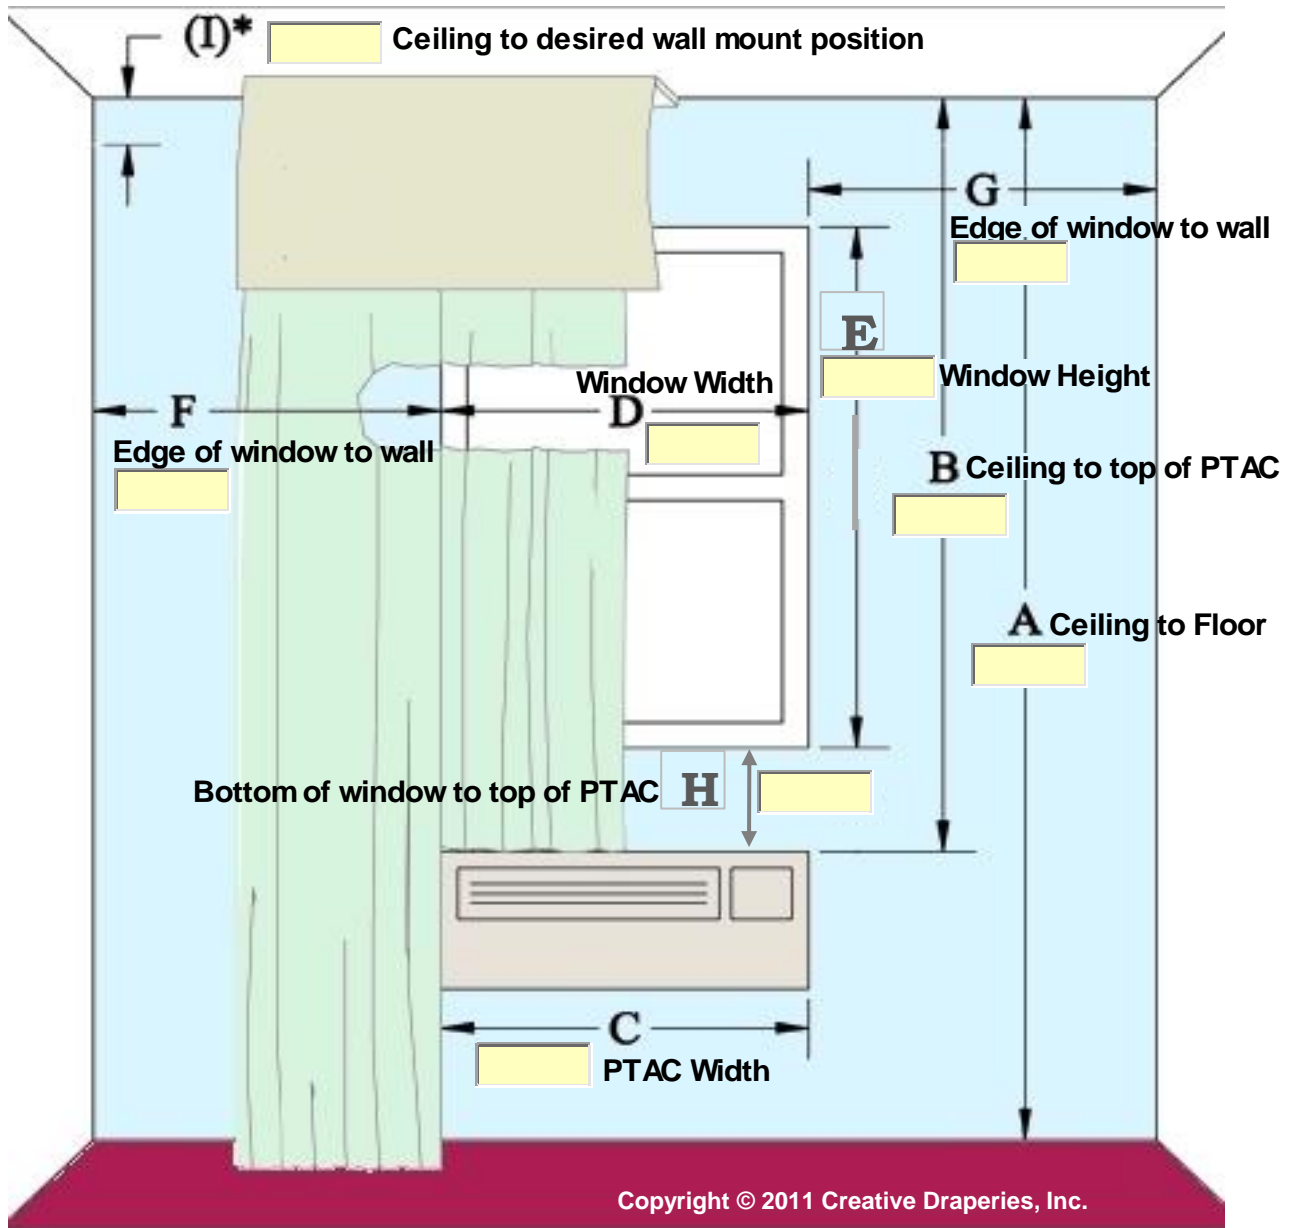 (I)* Ceiling to desired wall mount position
G
Edge of window to wall
E
Window Height
Window Width
F
D
Edge of window to wall
B Ceiling to top of PTAC
A Ceiling to Floor
Bottom of window to top of PTAC H
C
PTAC Width
Copyright © 2011 Creative Draperies, Inc.